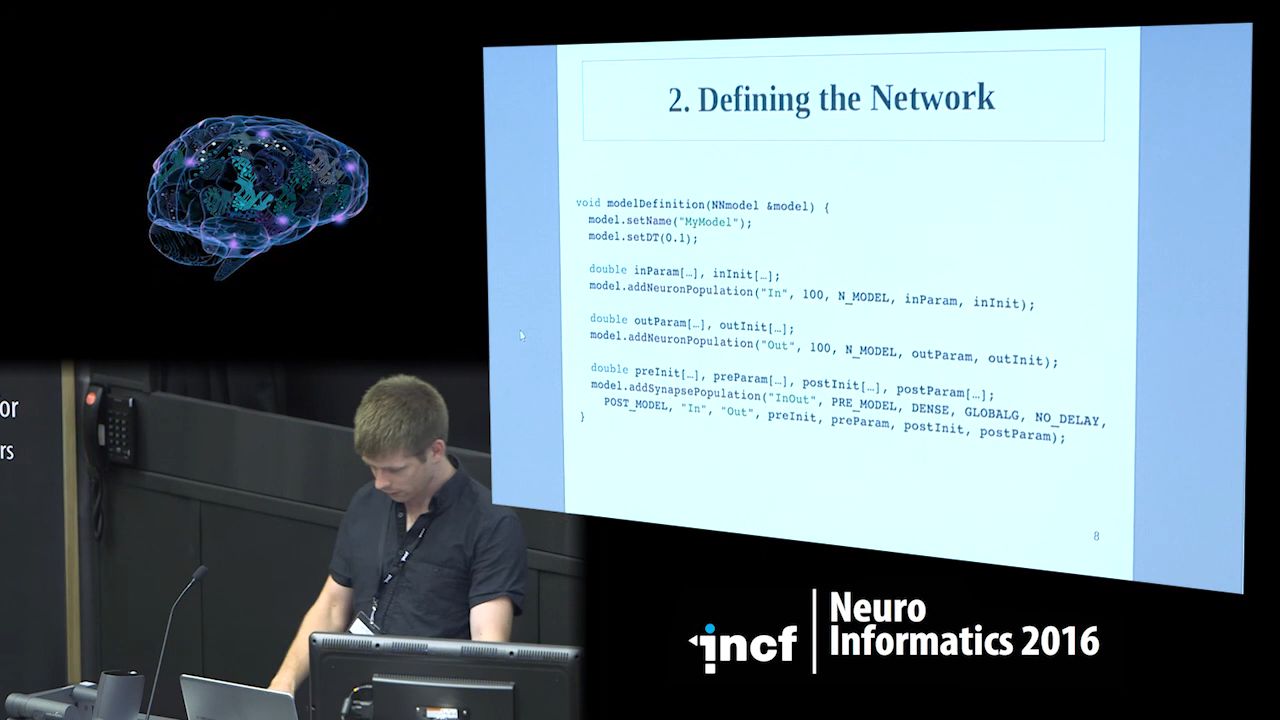 2. Defining the Network
void modelDefinition(NNmodel &model) {
model.setName("MyModel");
model.setDT(0.1);
double inParam[…], inInit[…];
model.addNeuronPopulation("In", 100, N_MODEL, inParam, inInit);
double outParam[…], outInit[…];
model.addNeuronPopulation("Out", 100, N_MODEL, outParam, outInit);
double preInit[…], preParam[…], postInit[…], postParam[…];
model.addSynapsePopulation("InOut", PRE_MODEL, DENSE, GLOBALG, NO_DELAY,
POST_MODEL, "In", "Out", preInit, preParam, postInit, postParam);
}
8
or
rs
incf
Neuro
Informatics 2016